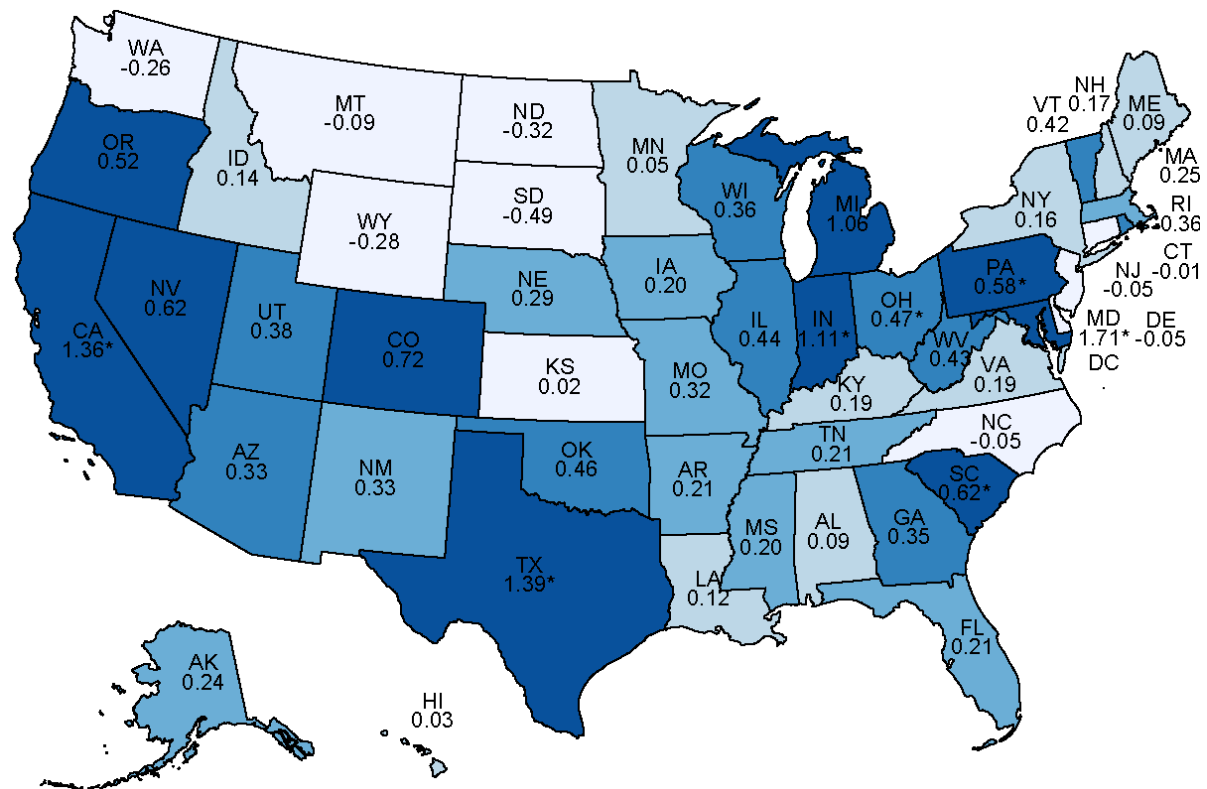 WA
-0.26
MT
-0.09
ND
-0.32
MN
0.05
NH
0.17
VT
0.42
ME
0.09
OR
0.52
ID
0.14
SD
-0.49
WI
0.36
MI
1.06
NY
0.16
MA
0.25
RI
0.36
CT
-0.01
WY
-0.28
NE
0.29
IA
0.20
PA
0.58*
NJ
-0.05
NV
0.62
UT
0.38
CO
0.72
IL
0.44
IN
1.11*
OH
0.47*
WV
0.43
MD
1.71*
DE
-0.05
DC
CA
1.36*
KS
0.02
MO
0.32
KY
0.19
VA
0.19
AZ
0.33
NM
0.33
OK
0.46
AR
0.21
TN
0.21
NC
-0.05
SC
0.62*
MS
0.20
AL
0.09
GA
0.35
TX
1.39*
LA
0.12
FL
0.21
AK
0.24
HI
0.03